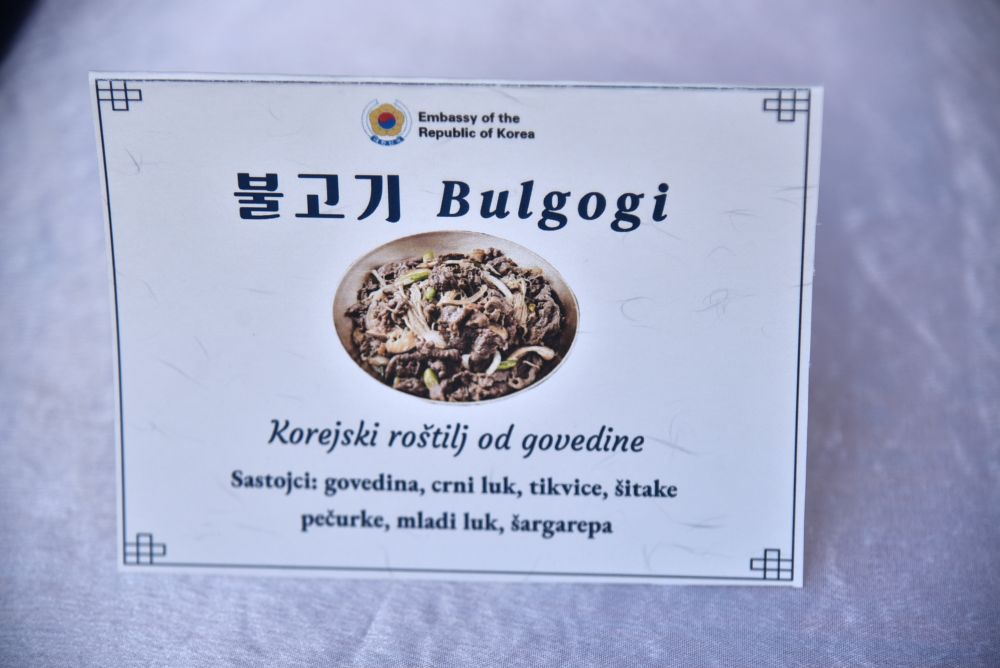 Embassy of the
Republic of Korea
불고기 Bulgogi
Korejski roštilj od govedine
Sastojci: govedina, crni luk, tikvice, šitake
pečurke, mladi luk, šargarepa